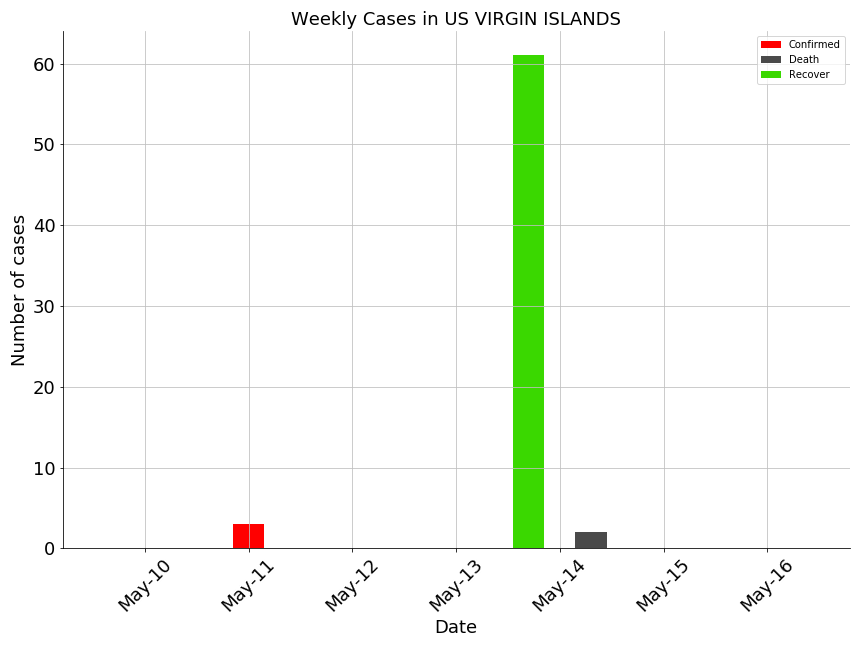 Weekly Cases in US VIRGIN ISLANDS
Confirmed
Death
Recover
Number of cases
60
50
40
30
20
10
0
May-10
May-11
May-12
May-13
May-14
May-15
May-16
Date